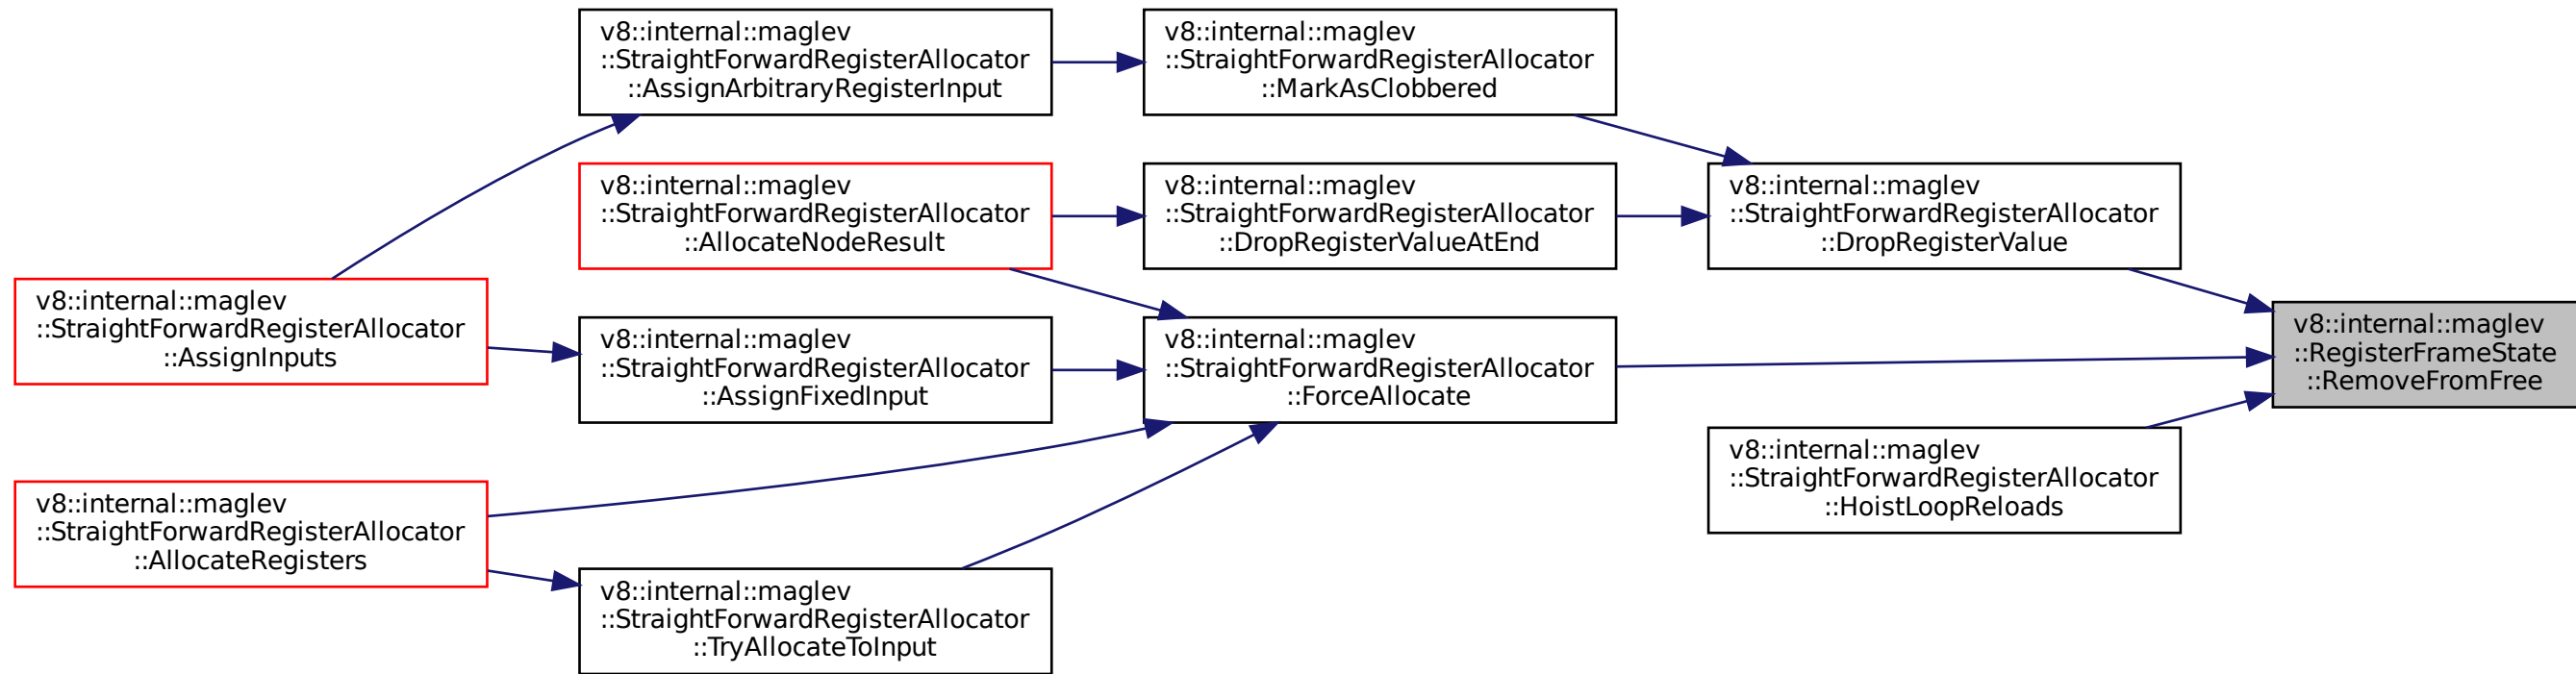 v8::internal::maglev
::StraightForwardRegisterAllocator
::AssignArbitraryRegisterInput
v8::internal::maglev
::StraightForwardRegisterAllocator
::MarkAsClobbered
v8::internal::maglev
::StraightForwardRegisterAllocator
::AllocateNodeResult
v8::internal::maglev
::StraightForwardRegisterAllocator
::DropRegisterValueAtEnd
v8::internal::maglev
::StraightForwardRegisterAllocator
::DropRegisterValue
v8::internal::maglev
::StraightForwardRegisterAllocator
::AssignInputs
v8::internal::maglev
::StraightForwardRegisterAllocator
::AssignFixedInput
v8::internal::maglev
::StraightForwardRegisterAllocator
::ForceAllocate
v8::internal::maglev
::RegisterFrameState
::RemoveFromFree
v8::internal::maglev
::StraightForwardRegisterAllocator
::HoistLoopReloads
v8::internal::maglev
::StraightForwardRegisterAllocator
::AllocateRegisters
v8::internal::maglev
::StraightForwardRegisterAllocator
::TryAllocateToInput